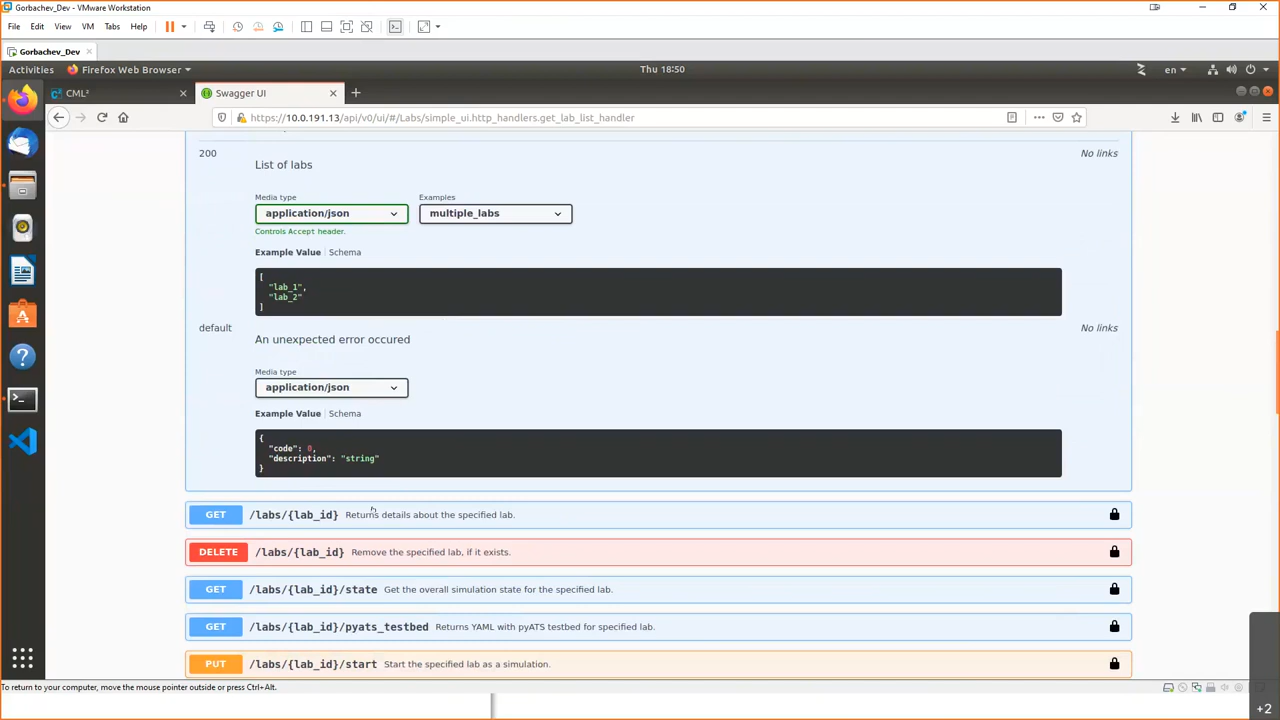 Gorbachev_Dev - VMware Workstation
File Edit View VM Tabs Help
Gorbachev_Dev
Activities Firefox Web Browser Thu 18:50 en
CML² Swagger UI
https://10.0.191.13/api/v0/ui/#/Labs/simple_ui.http_handlers.get_lab_list_handler
200 List of labs No links
Media type Examples
application/json multiple_labs
Controls Accept header.
Example Value Schema
[
"lab_1",
"lab_2"
]
default An unexpected error occured No links
Media type
application/json
Example Value Schema
{
"code": 0,
"description": "string"
}
GET /labs/{lab_id} Returns details about the specified lab.
DELETE /labs/{lab_id} Remove the specified lab, if it exists.
GET /labs/{lab_id}/state Get the overall simulation state for the specified lab.
GET /labs/{lab_id}/pyats_testbed Returns YAML with pyATS testbed for specified lab.
PUT /labs/{lab_id}/start Start the specified lab as a simulation.
To return to your computer, move the mouse pointer outside or press Ctrl+Alt.
+2